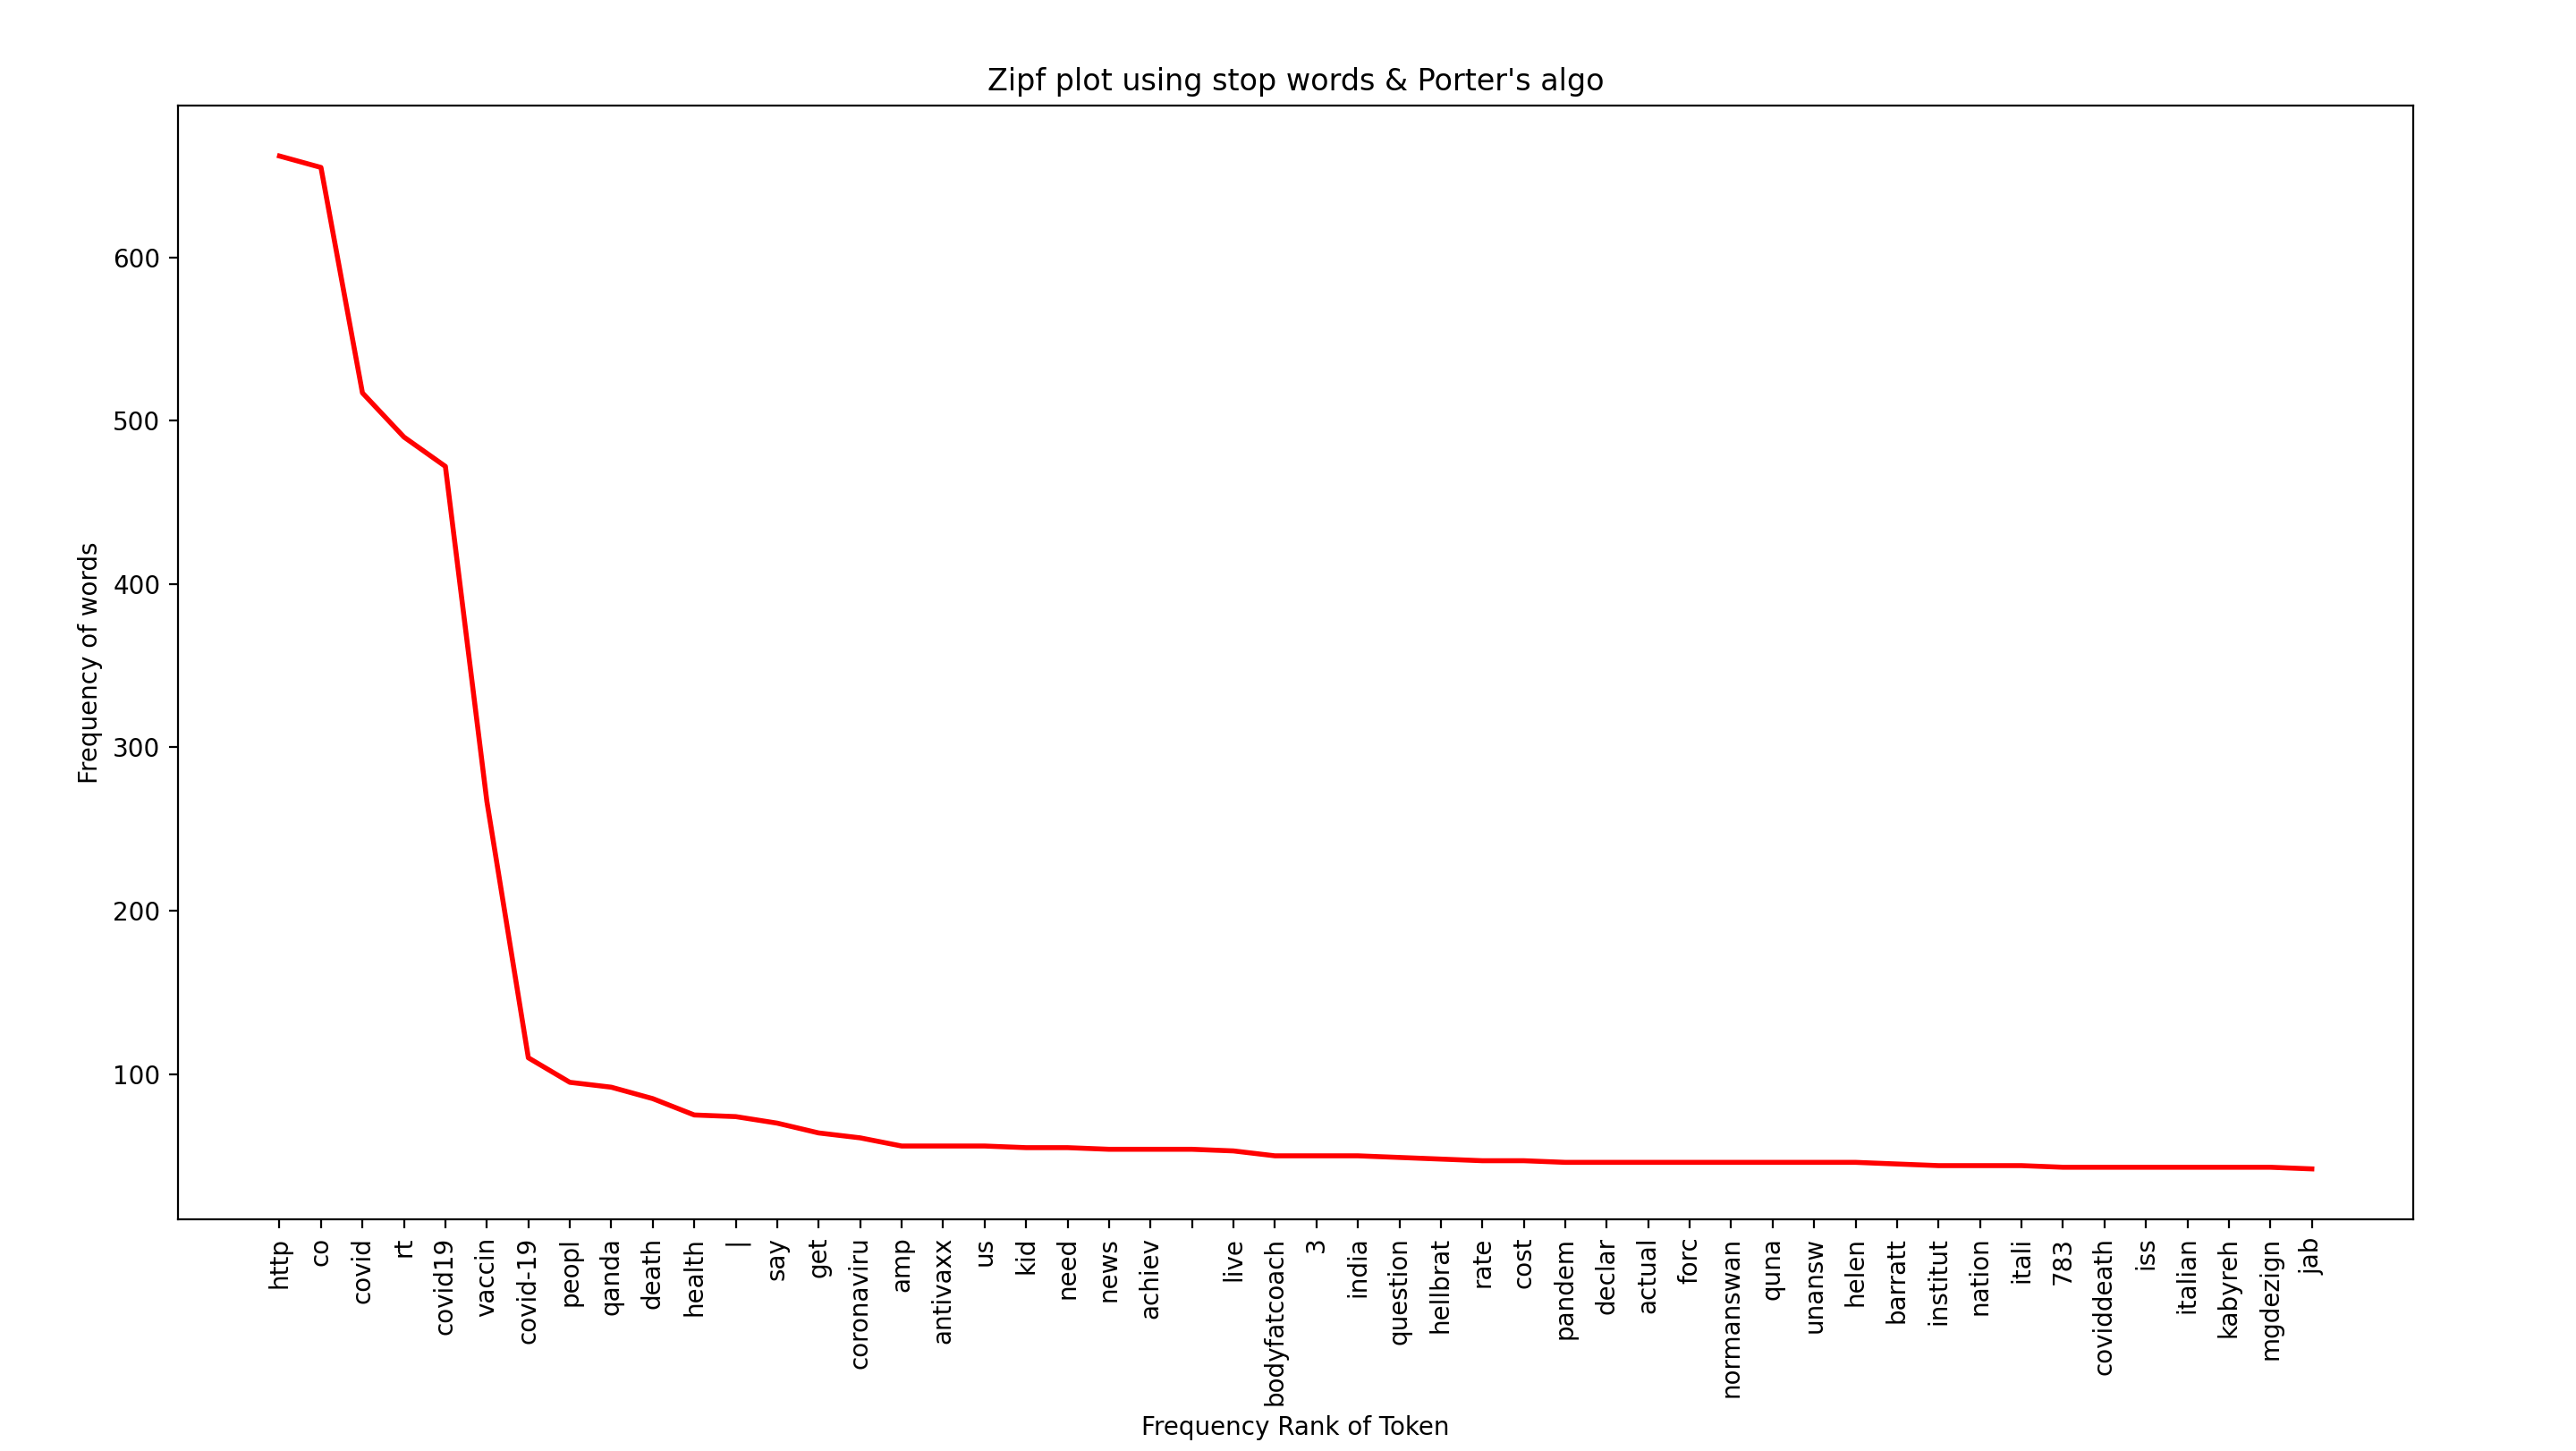 Zipf plot using stop words & Porter's algo
Frequency of words
600
500
400
300
200
100
http
co
covid
rt
covid19
vaccin
covid-19
peopl
qanda
death
health
|
say
get
coronaviru
amp
antivaxx
us
kid
need
news
achiev
live
bodyfatcoach
3
india
question
hellbrat
rate
cost
pandem
declar
actual
forc
normanswan
quna
unansw
helen
barratt
institut
nation
itali
783
coviddeath
iss
italian
kabyreh
mgdezign
jab
Frequency Rank of Token